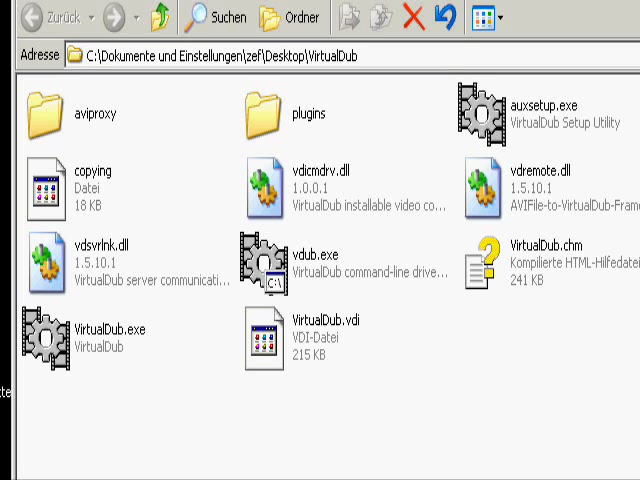 Zurück Suchen Ordner
Adresse C:\Dokumente und Einstellungen\zef\Desktop\VirtualDub
aviproxy
plugins
auxsetup.exe
VirtualDub Setup Utility
copying
Datei
18 KB
vdicmdrv.dll
1.0.0.1
VirtualDub installable video co...
vdremote.dll
1.5.10.1
AVIFile-to-VirtualDub-Frame
vdsvrlnk.dll
1.5.10.1
VirtualDub server communicati...
vdub.exe
VirtualDub command-line drive...
C:\
VirtualDub.chm
Kompilierte HTML-Hilfedatei
241 KB
VirtualDub.exe
VirtualDub
VirtualDub.vdi
VDI-Datei
215 KB